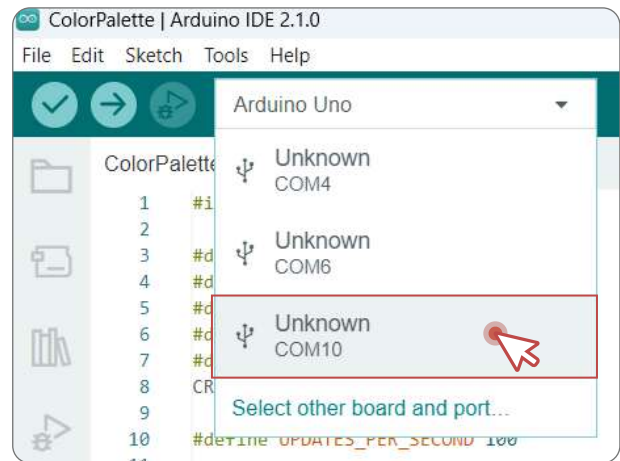 ColorPalette | Arduino IDE 2.1.0
File Edit Sketch Tools Help
Arduino Uno
ColorPalette
Unknown
COM4
Unknown
COM6
Unknown
COM10
Select other board and port...
1 #i
2
3 #d
4 #d
5 #d
6 #d
7 #d
8 CR
9
10 #define UPDATES_PER_SECOND 100